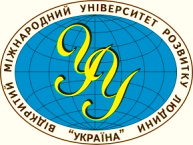 ВІДКРИТИЙ МІЖНАРОДНИЙ УНІВЕРСИТЕТ РОЗВИТКУ ЛЮДИНИ
УУ
"УКРАЇНА"